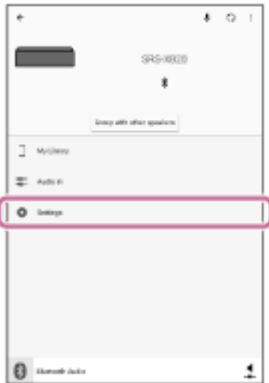 SRS-XB20
Group with other speakers
My Library
Audio in
Settings
Bluetooth Audio